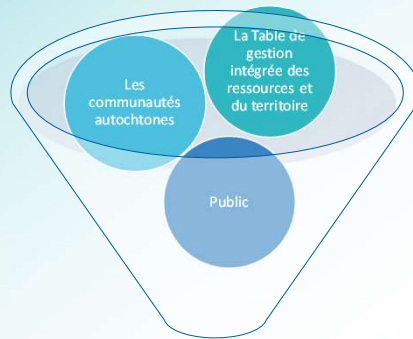 Les
communautés
autochtones
La Table de
gestion
intégrée des
ressources et
du territoire
Public